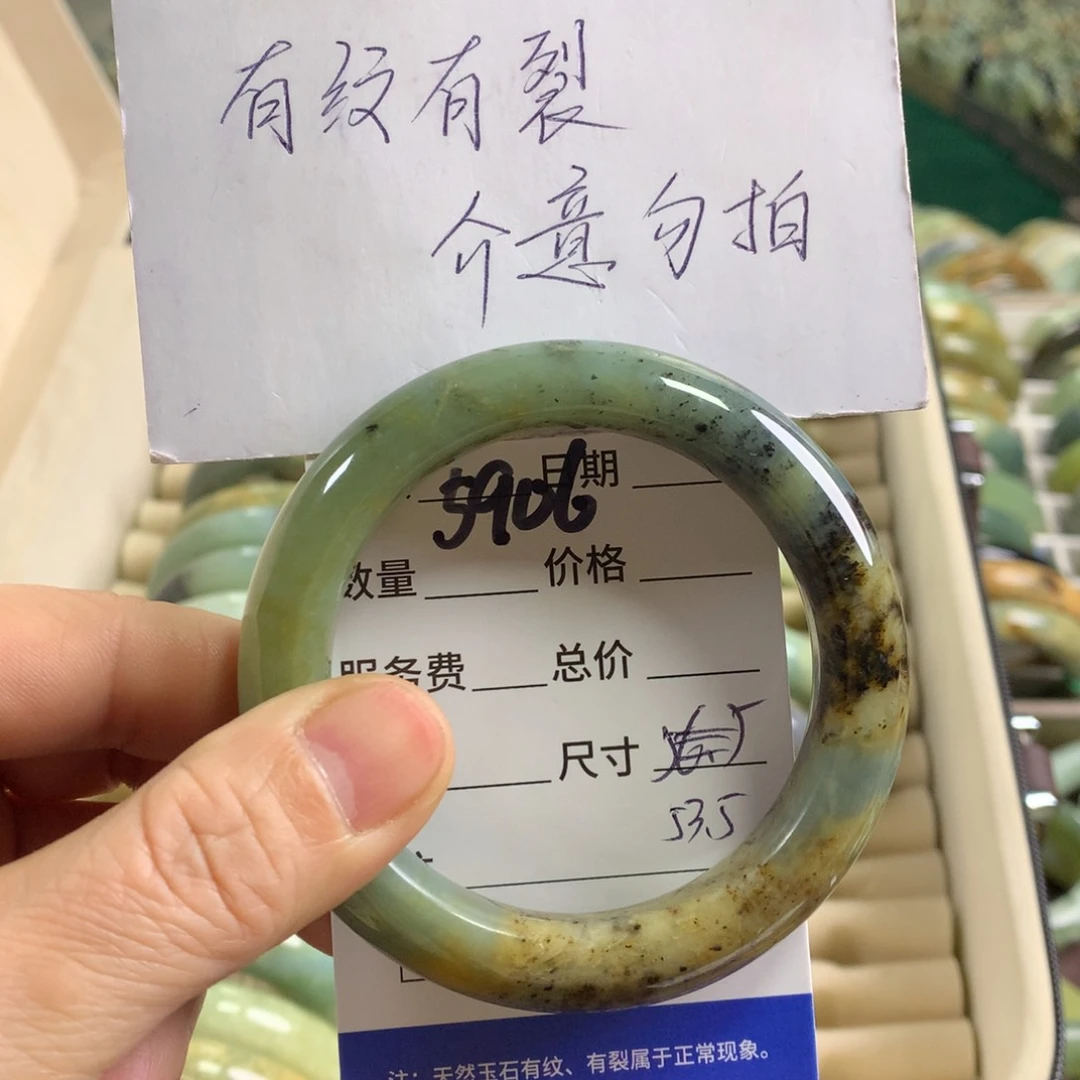 有纹有裂
介意勿拍
5906 日期
数量 价格
服务费 总价
尺寸
53.5
注：天然玉石有纹、有裂属于正常现象。